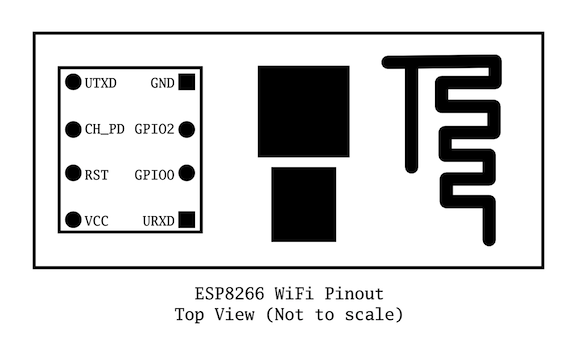 UTXD GND
CH_PD GPIO2
RST GPIO0
VCC URXD
ESP8266 WiFi Pinout
Top View (Not to scale)